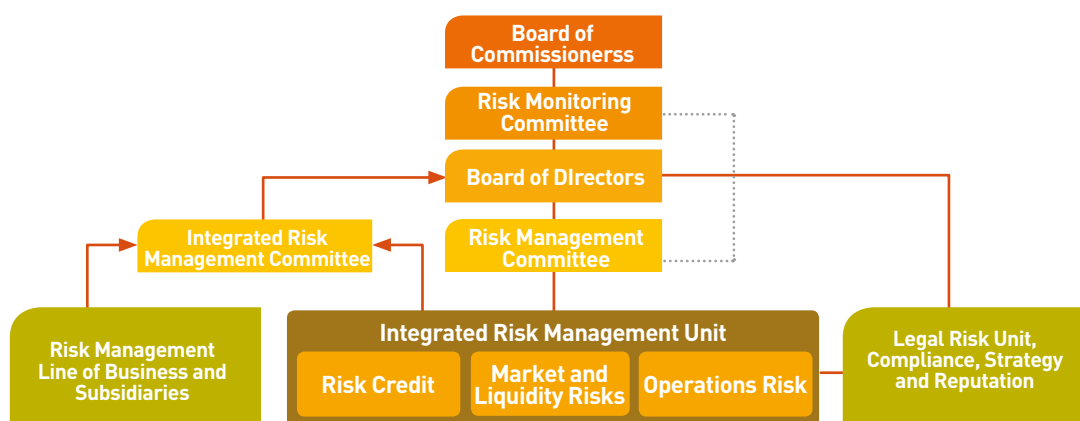 Board of
Commissionerss
Risk Monitoring
Committee
Board of DIrectors
Integrated Risk
Management Committee
Risk Management
Committee
Risk Management
Line of Business and
Subsidiaries
Integrated Risk Management Unit
Risk Credit
Market and
Liquidity Risks
Operations Risk
Legal Risk Unit,
Compliance, Strategy
and Reputation